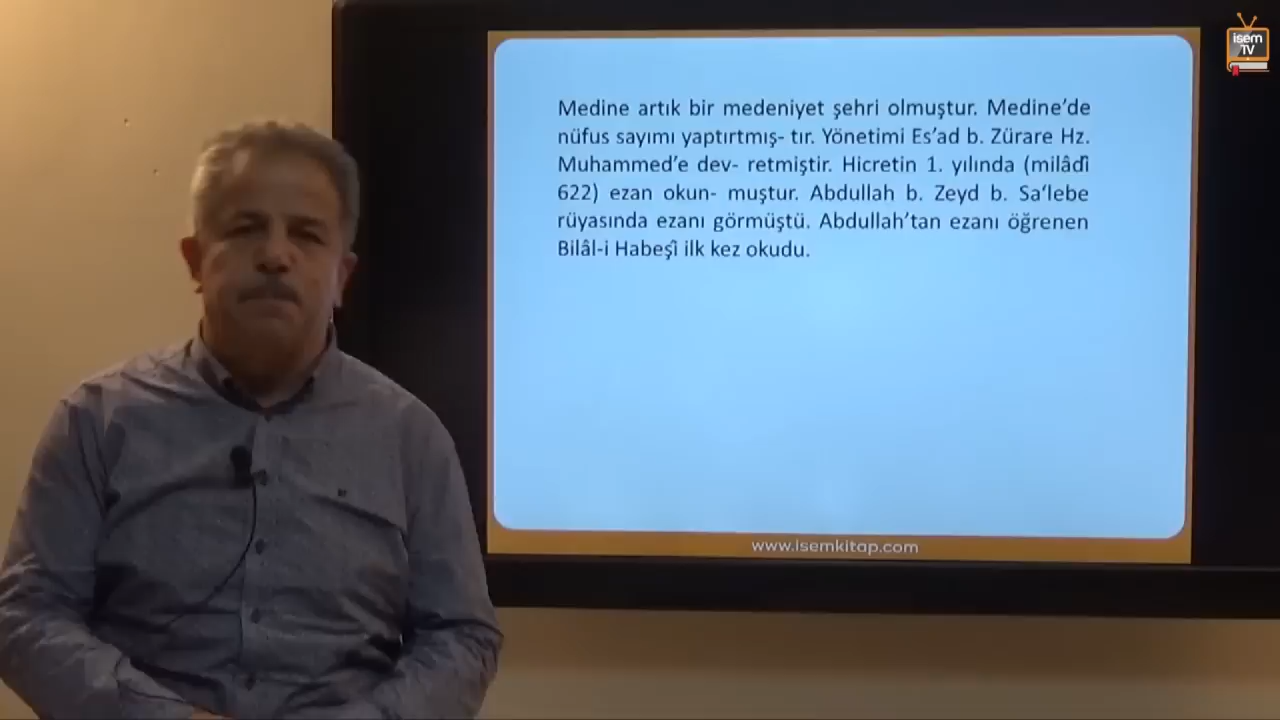 isem
TV
Medine artık bir medeniyet şehri olmuştur. Medine’de
nüfus sayımı yaptırtmış- tır. Yönetimi Es’ad b. Zürare Hz.
Muhammed’e dev- retmiştir. Hicretin 1. yılında (milâdî
622) ezan okun- muştur. Abdullah b. Zeyd b. Sa‘lebe
rüyasında ezanı görmüştü. Abdullah’tan ezanı öğrenen
Bilâl-i Habeşî ilk kez okudu.
www.isemkitap.com